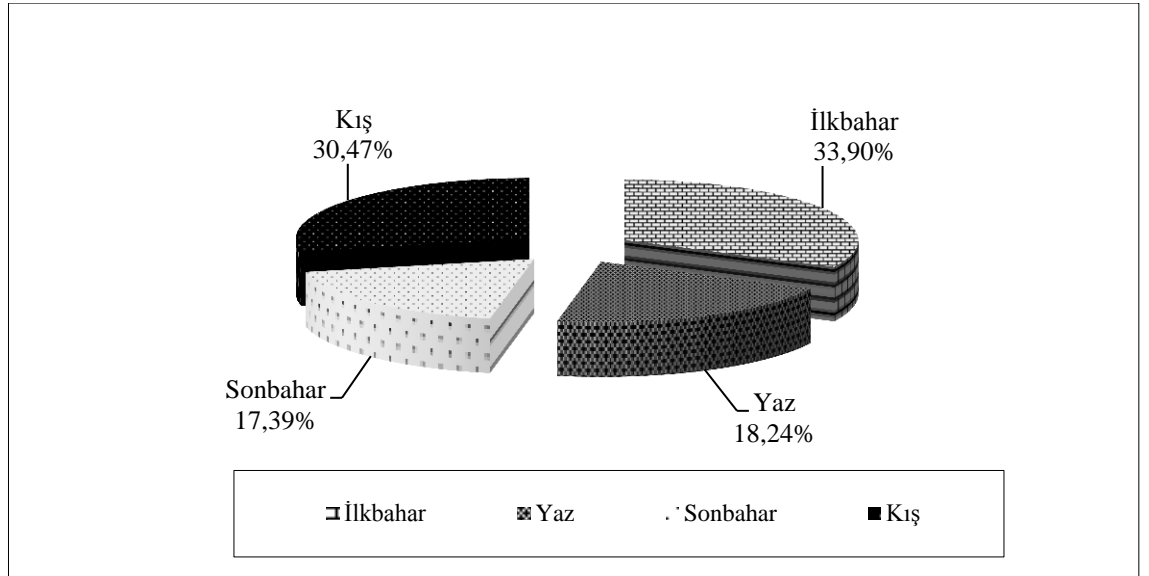 Kış
30,47%
İlkbahar
33,90%
Sonbahar
17,39%
Yaz
18,24%
İlkbahar Yaz Sonbahar Kış